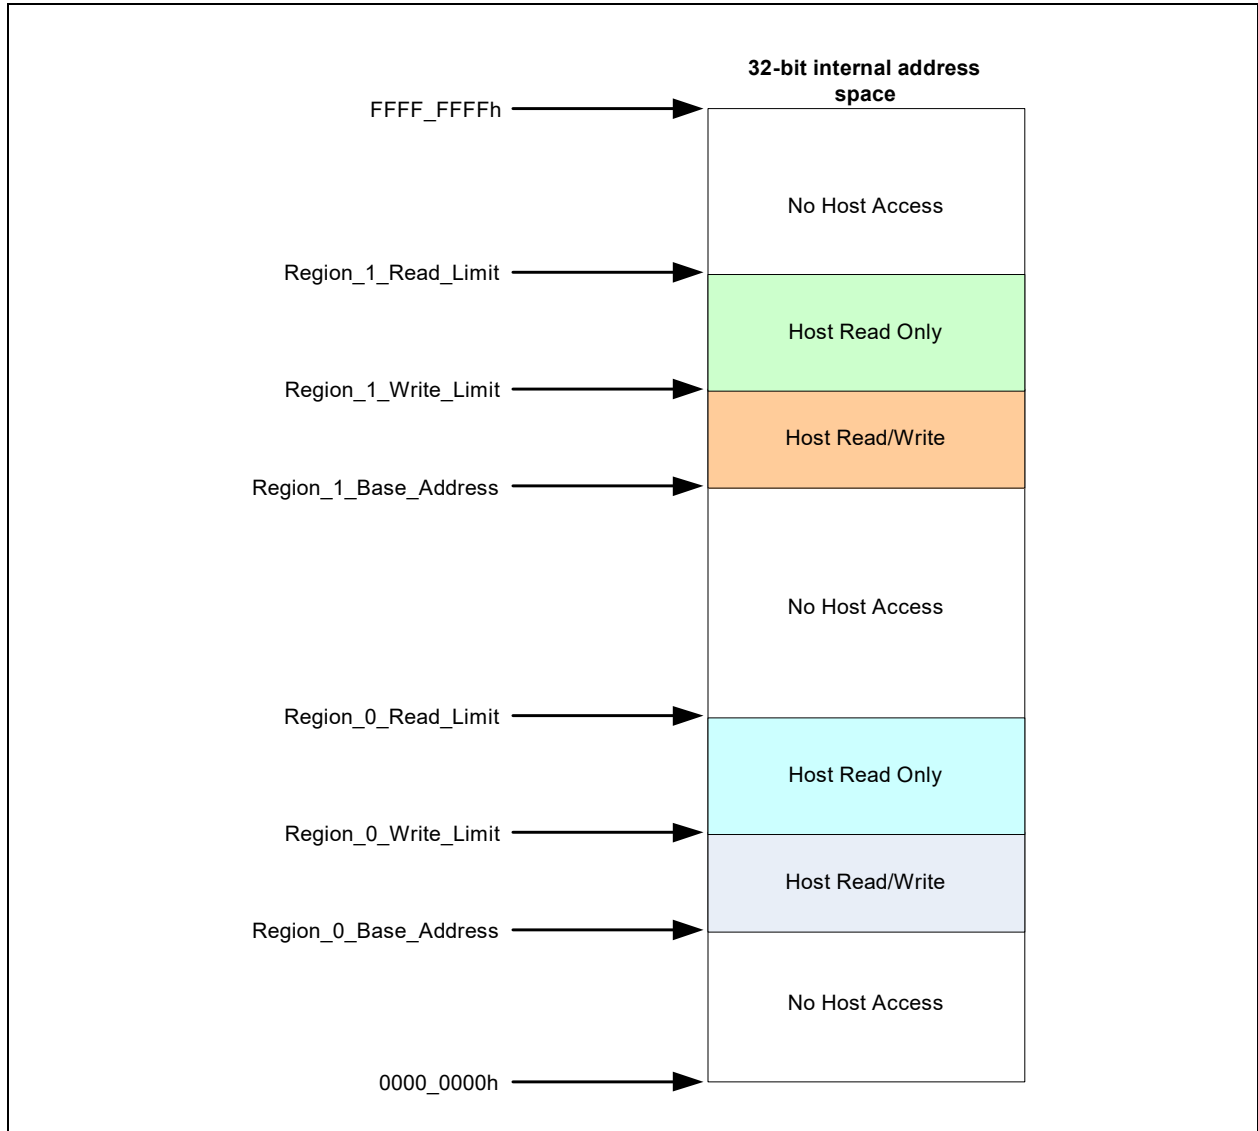 32-bit internal address
space
FFFF_FFFFh
No Host Access
Region_1_Read_Limit
Host Read Only
Region_1_Write_Limit
Host Read/Write
Region_1_Base_Address
No Host Access
Region_0_Read_Limit
Host Read Only
Region_0_Write_Limit
Host Read/Write
Region_0_Base_Address
No Host Access
0000_0000h